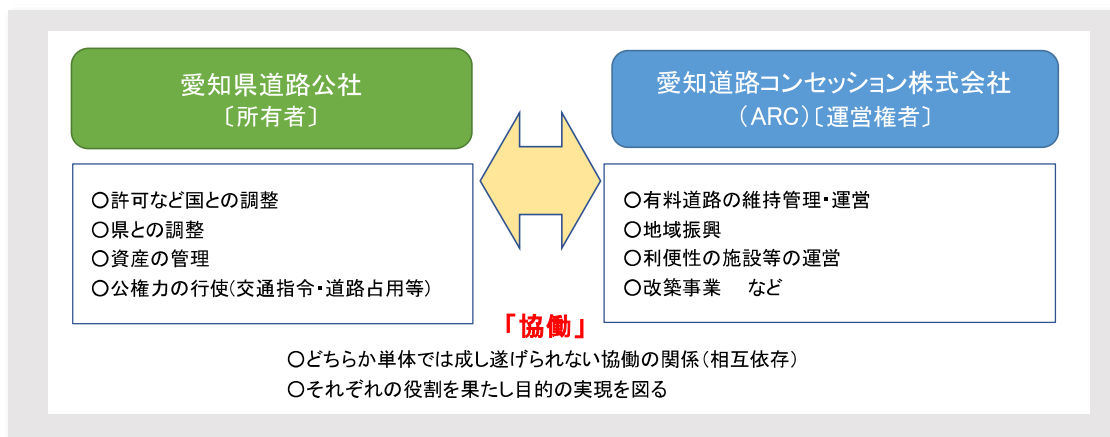 愛知県道路公社
〔所有者〕
愛知道路コンセッション株式会社
（ARC）〔運営権者〕
〇許可など国との調整
〇県との調整
〇資産の管理
〇公権力の行使(交通指令・道路占用等)
〇有料道路の維持管理・運営
〇地域振興
〇利便性の施設等の運営
〇改築事業　など
「協働」
〇どちらか単体では成し遂げられない協働の関係（相互依存）
〇それぞれの役割を果たし目的の実現を図る